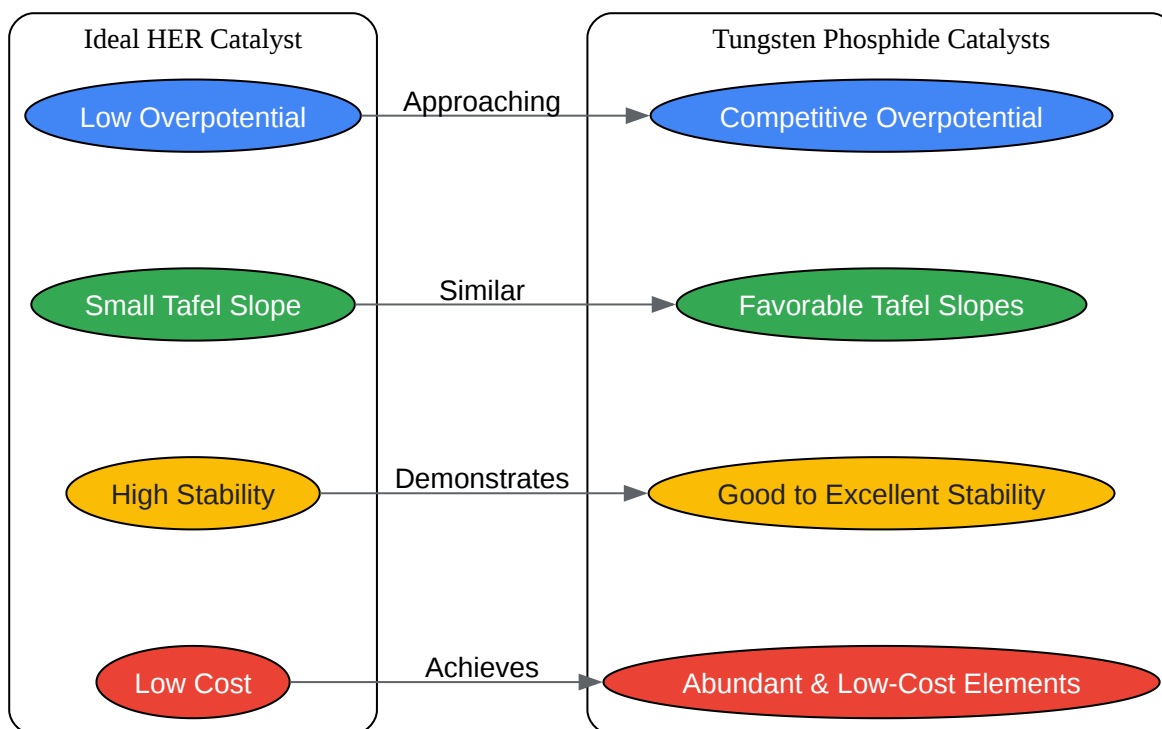 Ideal HER Catalyst
Tungsten Phosphide Catalysts
Low Overpotential
Approaching
Competitive Overpotential
Small Tafel Slope
Similar
Favorable Tafel Slopes
High Stability
Demonstrates
Good to Excellent Stability
Low Cost
Achieves
Abundant & Low-Cost Elements